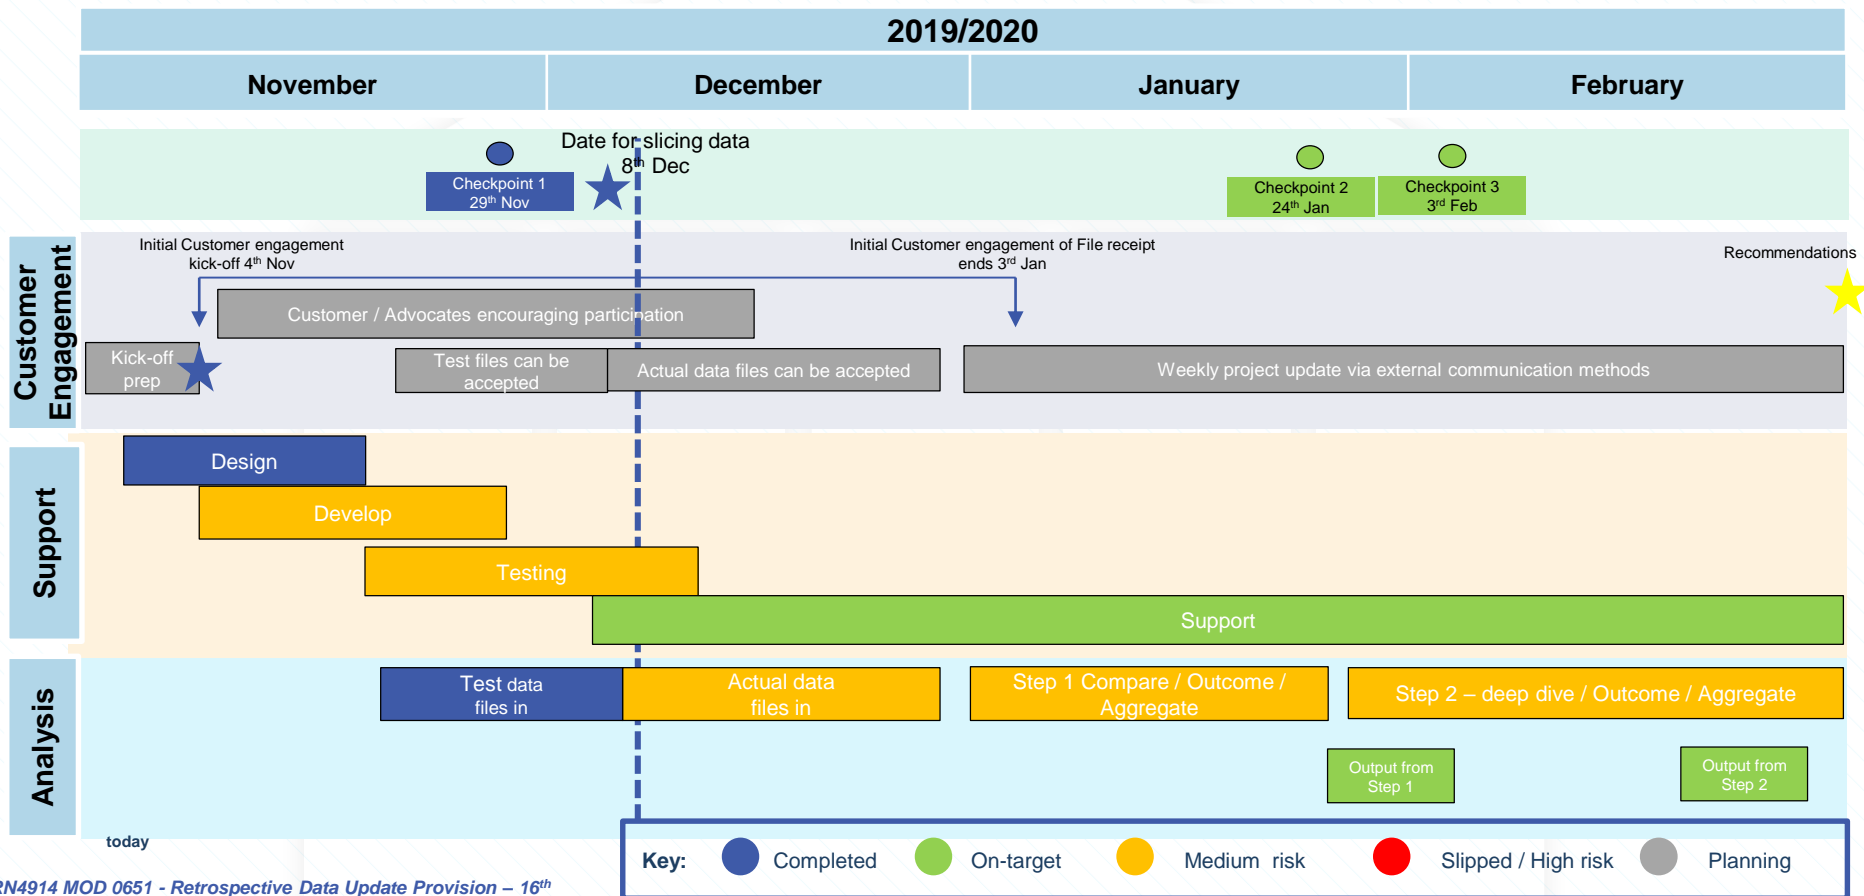 2019/2020
November
December
January
February
Date for slicing data
8th Dec
Checkpoint 1
29th Nov
Checkpoint 2
24th Jan
Checkpoint 3
3rd Feb
Customer
Engagement
Initial Customer engagement
kick-off 4th Nov
Initial Customer engagement of File receipt
ends 3rd Jan
Recommendations
Customer / Advocates encouraging participation
Kick-off
prep
Test files can be
accepted
Actual data files can be accepted
Weekly project update via external communication methods
Support
Design
Develop
Testing
Support
Analysis
Test data
files in
Actual data
files in
Step 1 Compare / Outcome /
Aggregate
Step 2 – deep dive / Outcome / Aggregate
Output from
Step 1
Output from
Step 2
today
Key:
Completed
On-target
Medium risk
Slipped / High risk
Planning
RN4914 MOD 0651 - Retrospective Data Update Provision – 16th